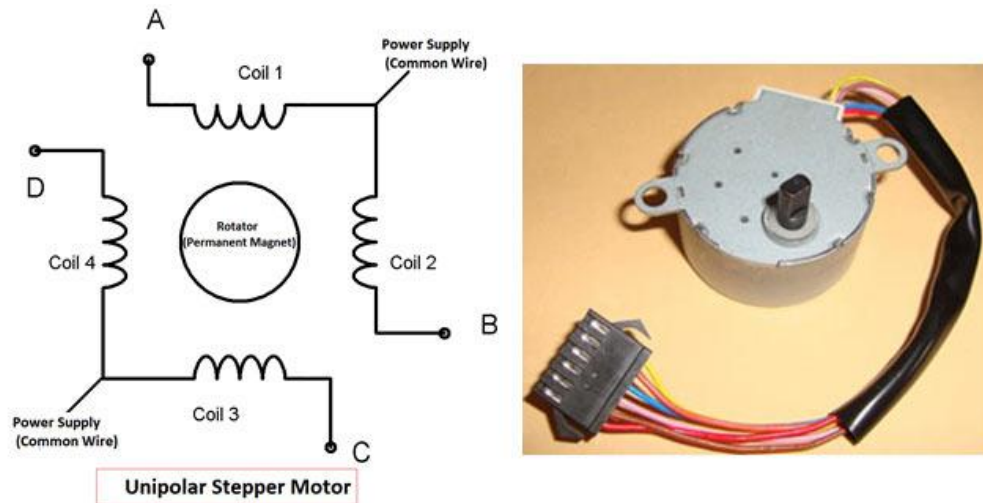 A
Power Supply
(Common Wire)
Coil 1
D
Rotator
(Permanent Magnet)
Coil 4
Coil 2
B
Coil 3
Power Supply
(Common Wire)
C
Unipolar Stepper Motor